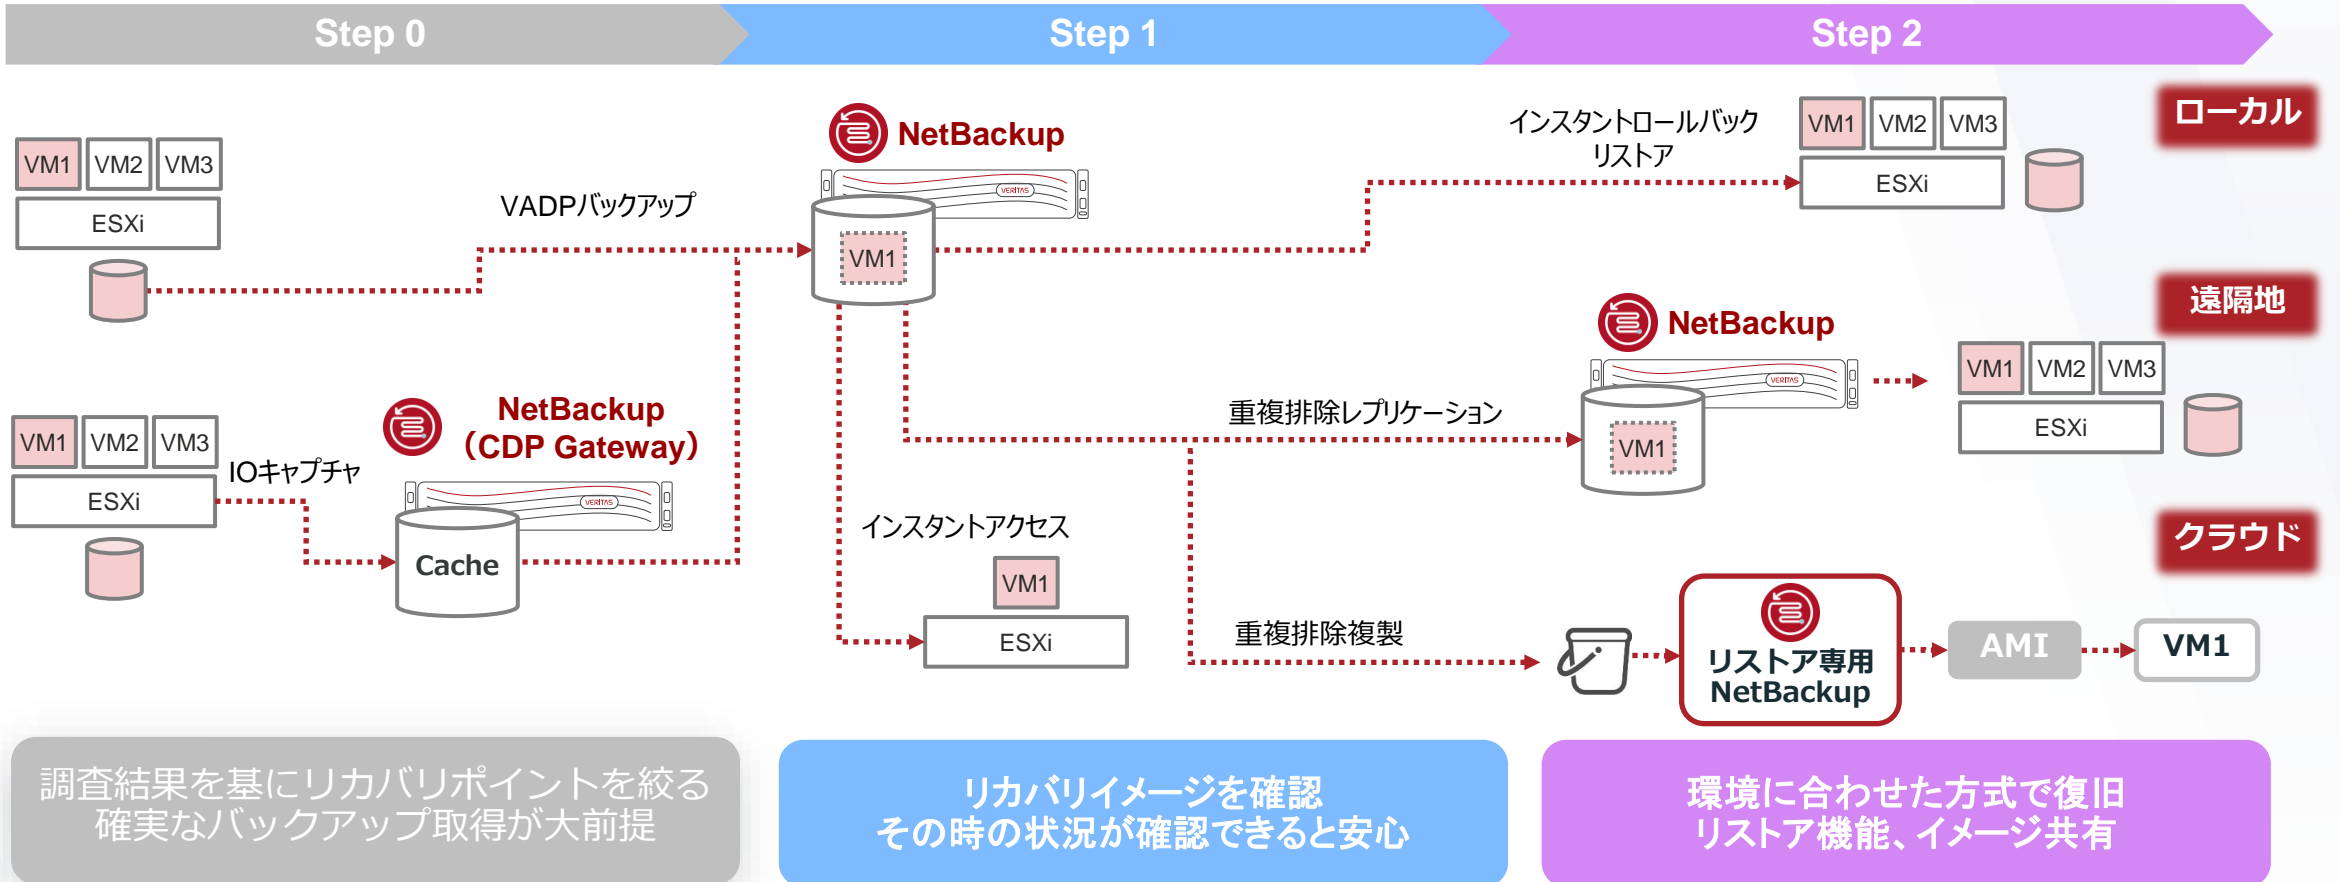 Step 0
Step 1
Step 2
VM1
VM2
VM3
ESXi
VADPバックアップ
VM1
VM2
VM3
ESXi
IOキャプチャ
NetBackup
（CDP Gateway）
VERITAS
Cache
NetBackup
VERITAS
VM1
インスタントアクセス
VM1
ESXi
インスタントロールバック
リストア
VM1
VM2
VM3
ESXi
ローカル
重複排除レプリケーション
NetBackup
VERITAS
VM1
VM1
VM2
VM3
ESXi
遠隔地
重複排除複製
リストア専用
NetBackup
AMI
VM1
クラウド
調査結果を基にリカバリポイントを絞る
確実なバックアップ取得が大前提
リカバリイメージを確認
その時の状況が確認できると安心
環境に合わせた方式で復旧
リストア機能、イメージ共有